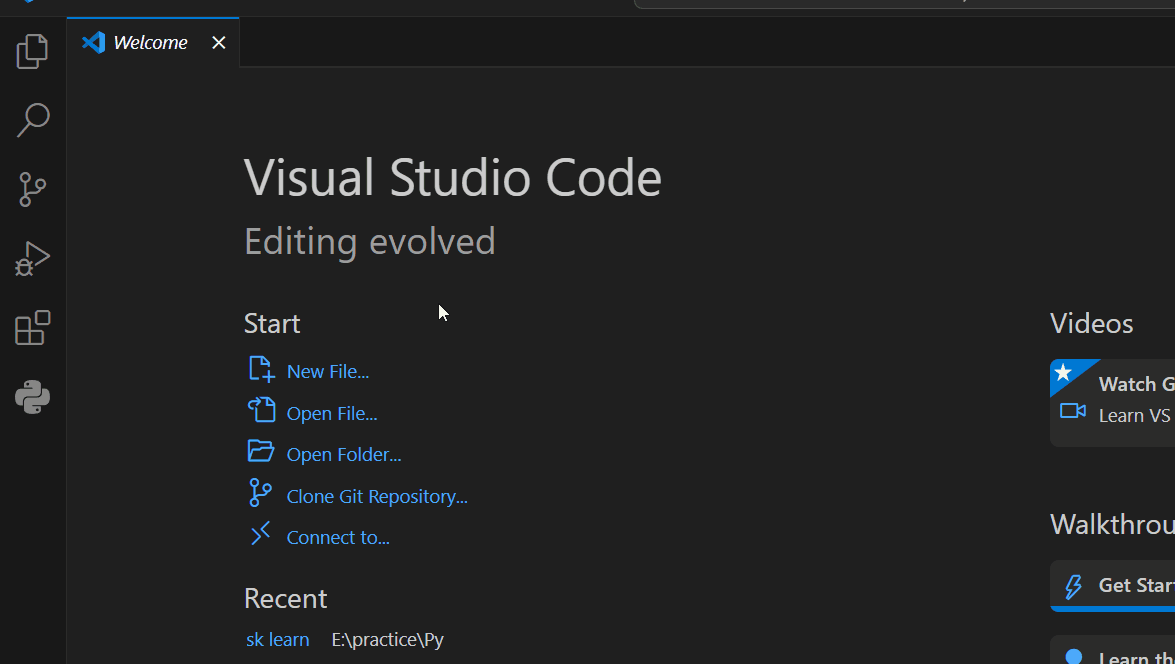 Welcome
Visual Studio Code
Editing evolved
Start
New File...
Open File...
Open Folder...
Clone Git Repository...
Connect to...
Recent
sk learn E:\practice\Py
Videos
Watch G
Learn VS
Walkthrou
Get Star
Learn th